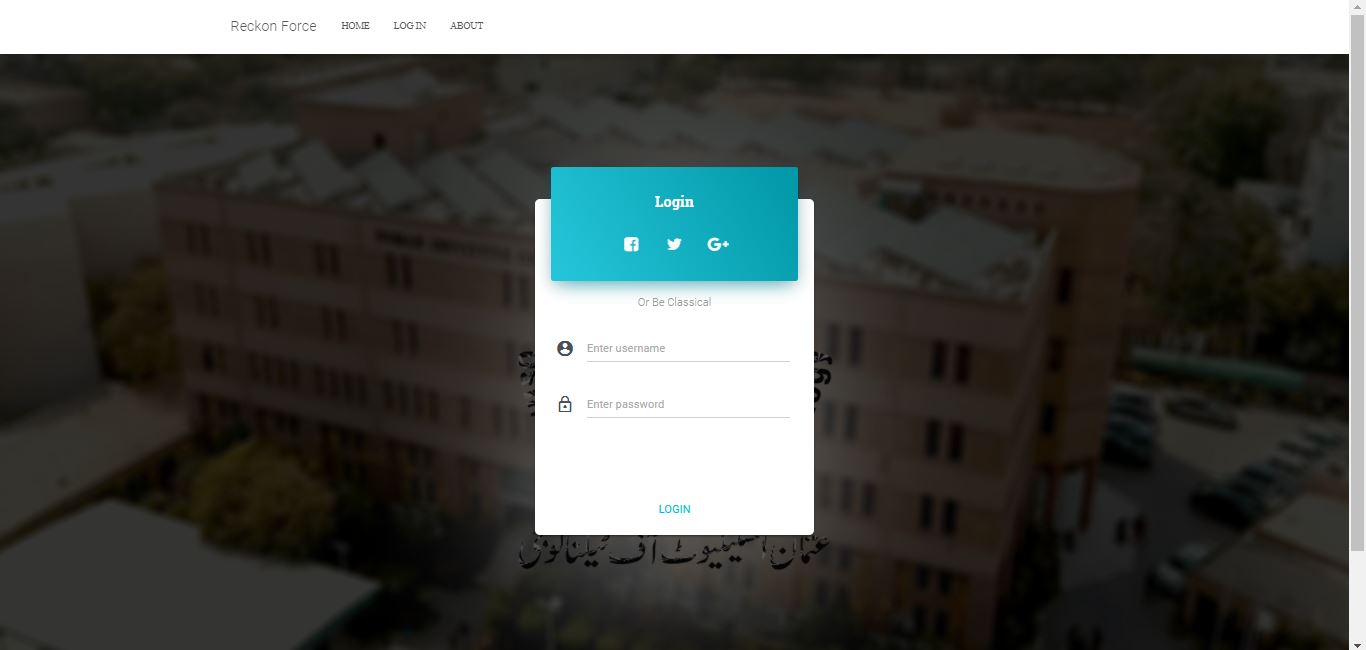 Reckon Force HOME LOG IN ABOUT
Login
Or Be Classical
Enter username
Enter password
LOGIN
عثمان انسٹیٹیوٹ آف ٹیکنالوجی